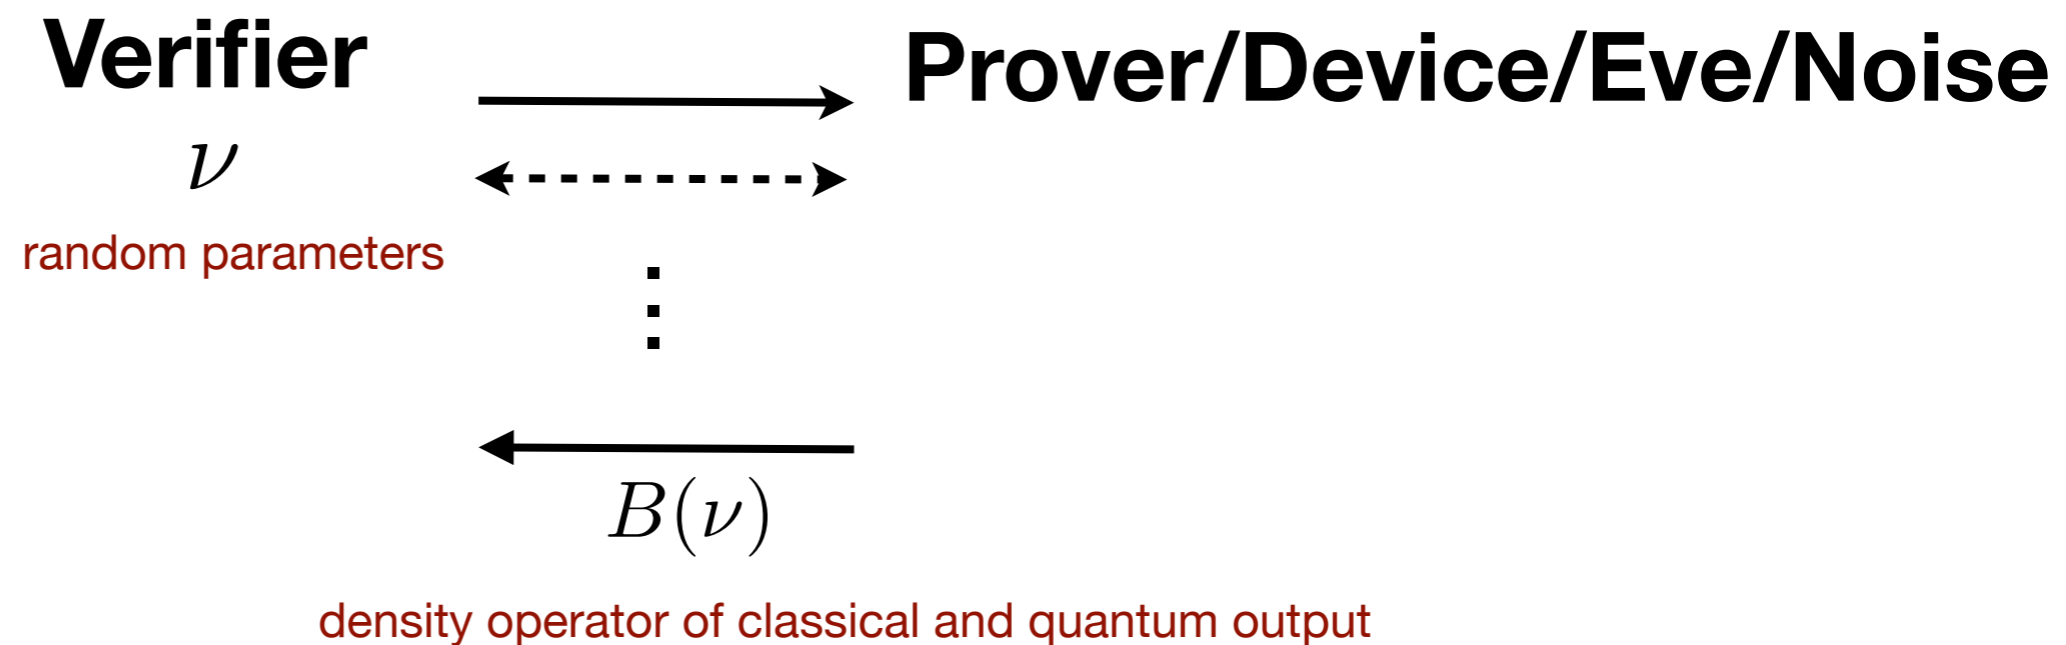 Verifier
Prover/Device/Eve/Noise
ν
random parameters
B(ν)
density operator of classical and quantum output